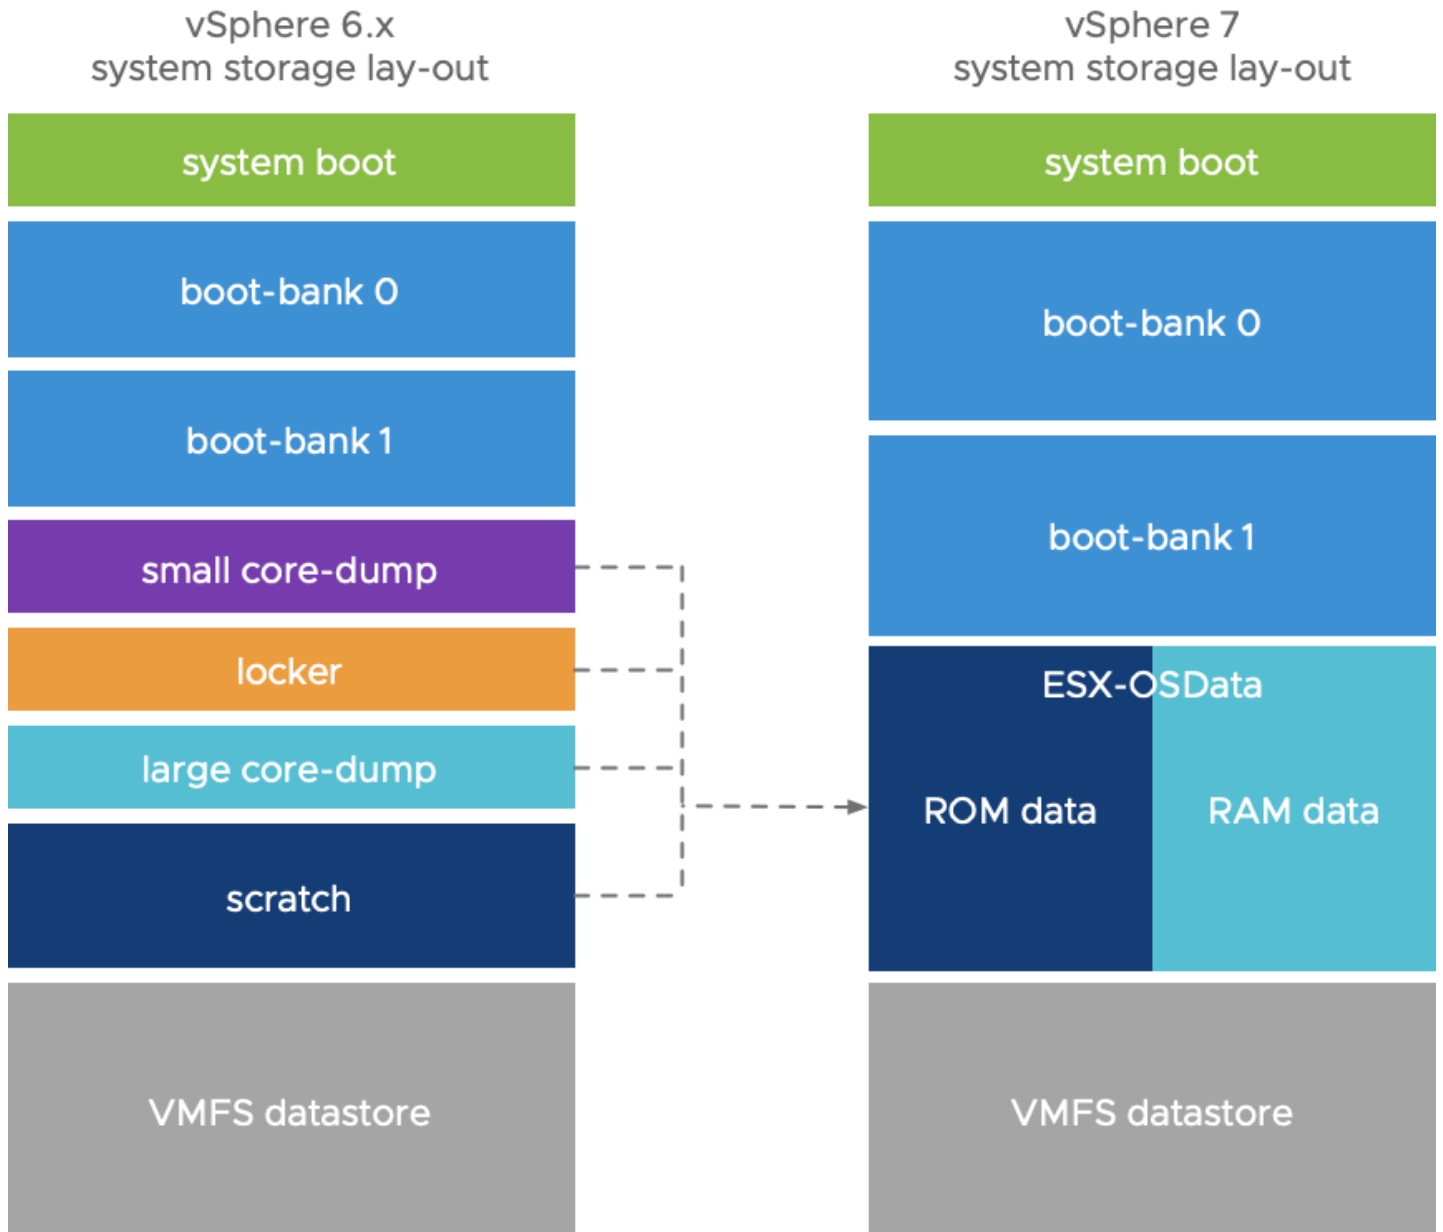 vSphere 6.x
system storage lay-out
system boot
boot-bank 0
boot-bank 1
small core-dump
locker
large core-dump
scratch
VMFS datastore
vSphere 7
system storage lay-out
system boot
boot-bank 0
boot-bank 1
ESX-OSData
ROM data
RAM data
VMFS datastore